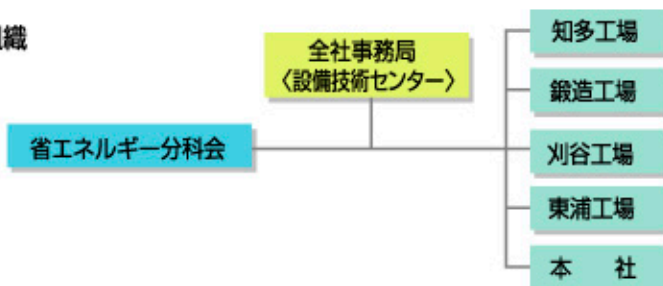 織
全社事務局
〈設備技術センター〉
省エネルギー分科会
知多工場
鍛造工場
刈谷工場
東浦工場
本　社